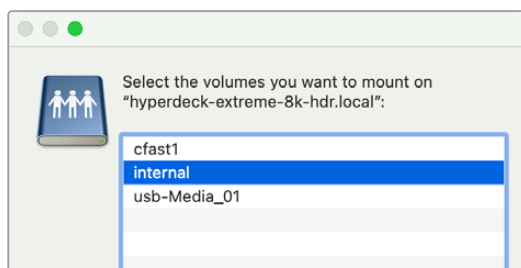 Select the volumes you want to mount on
“hyperdeck-extreme-8k-hdr.local”:
cfast1
internal
usb-Media_01